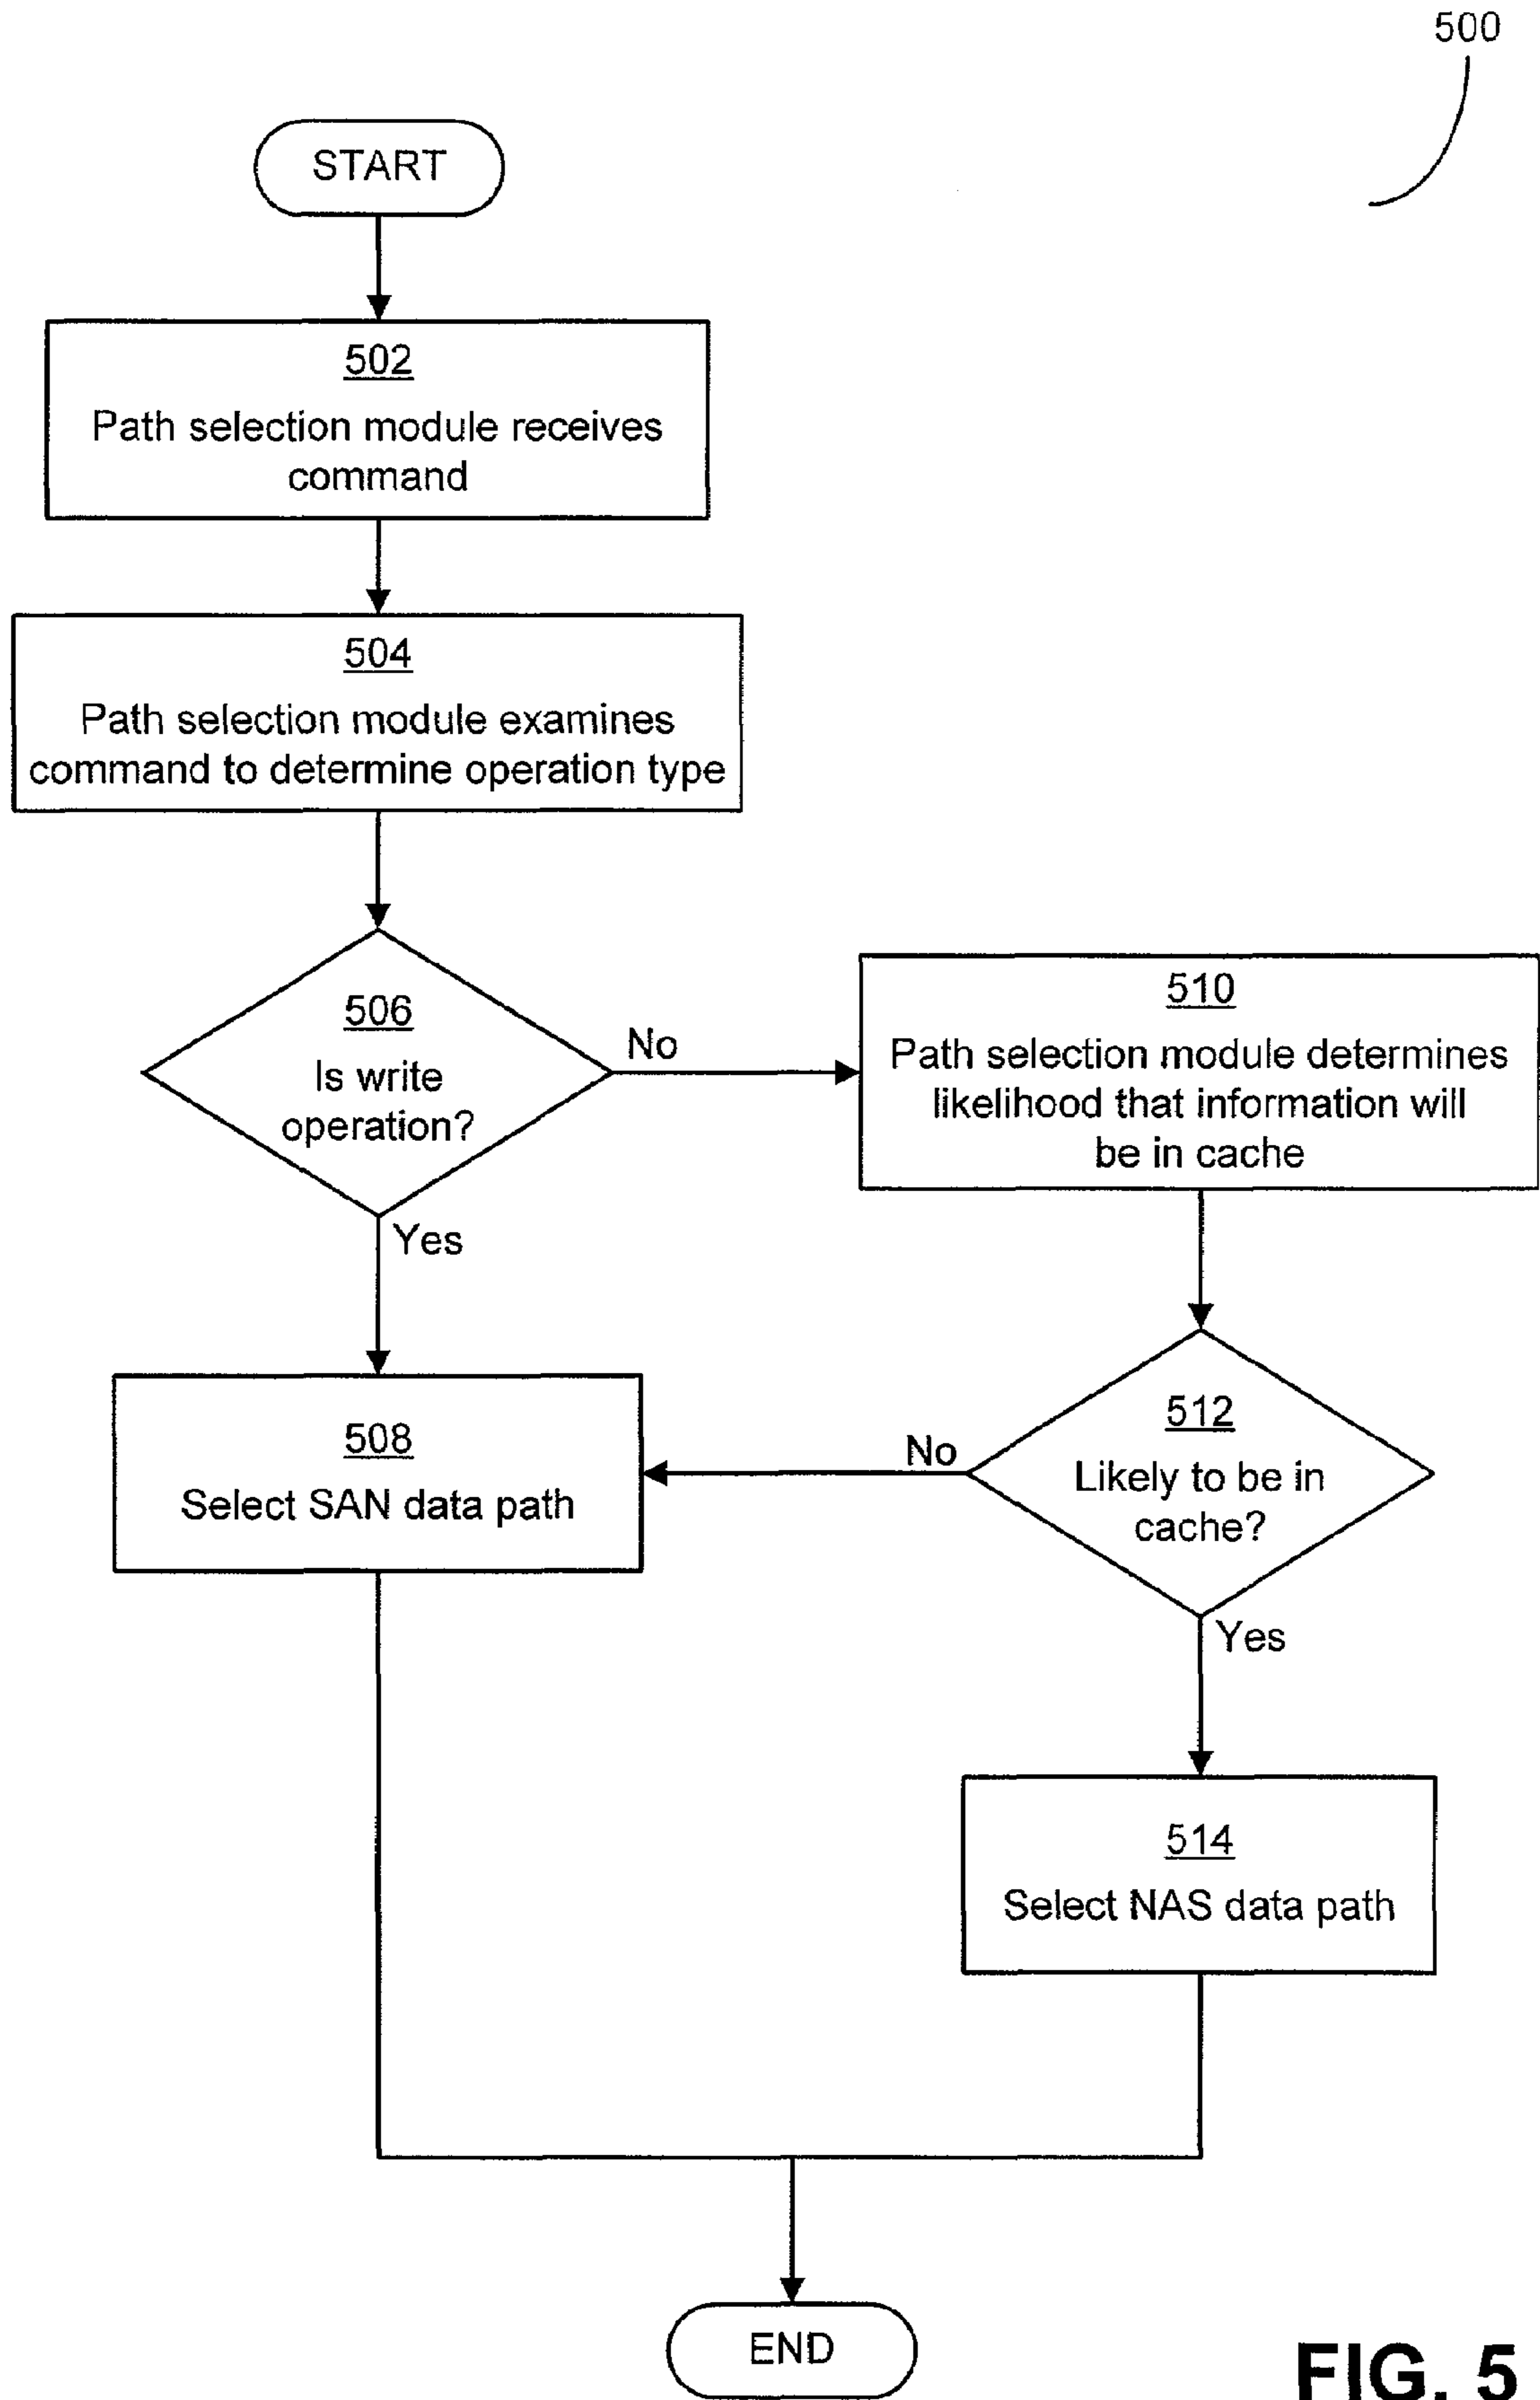 500
START
502
Path selection module receives
command
504
Path selection module examines
command to determine operation type
506
Is write
operation?
No
Yes
510
Path selection module determines
likelihood that information will
be in cache
508
Select SAN data path
No
512
Likely to be in
cache?
Yes
514
Select NAS data path
END
FIG. 5